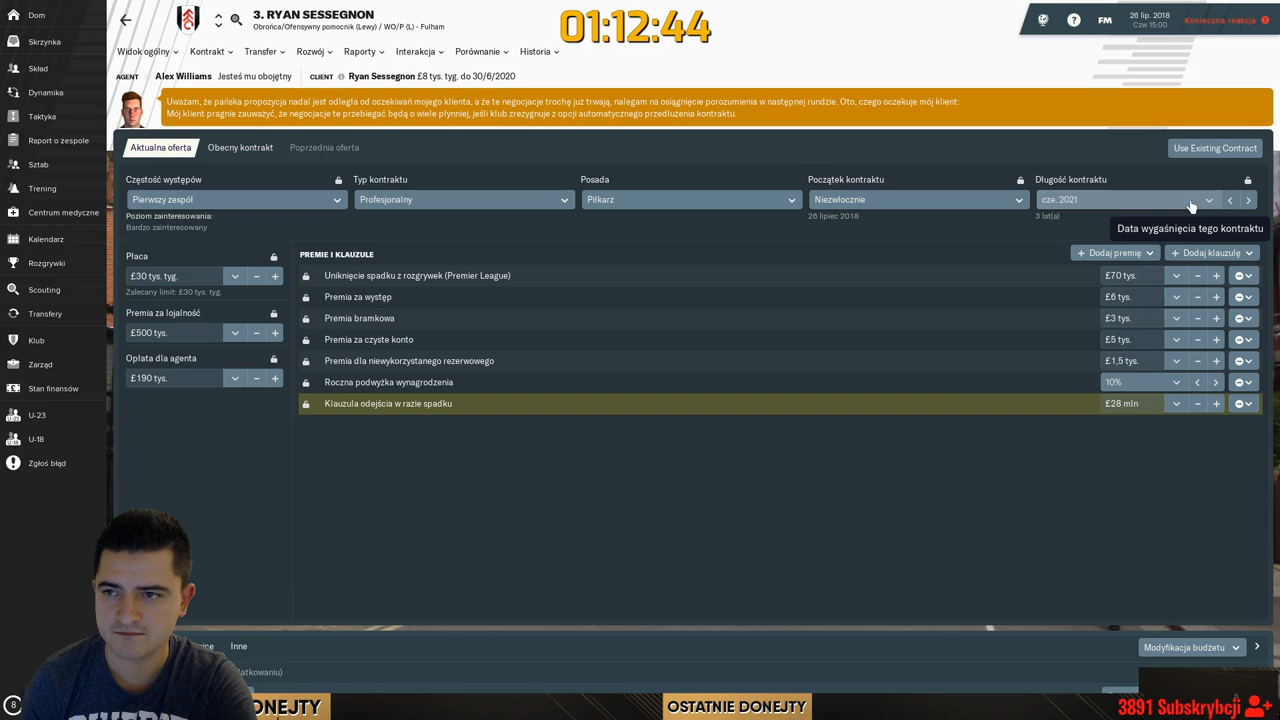 3. RYAN SESSEGNON
Obrońca/Ofensywny pomocnik (Lewy) / WO/P (L) - Fulham
01:12:44
26 lip. 2018
Czw 15:00
Konieczna reakcja
FM
Dom
Skrzynka
Skład
Dynamika
Taktyka
Raport o zespole
Sztab
Trening
Centrum medyczne
Kalendarz
Rozgrywki
Scouting
Transfery
Klub
Zarząd
Stan finansów
U-23
U-18
Zgłoś błąd
Widok ogólny
Kontrakt
Transfer
Rozwój
Raporty
Interakcja
Porównanie
Historia
AGENT Alex Williams Jesteś mu obojętny CLIENT Ryan Sessegnon £8 tys. tyg. do 30/6/2020
Uważam, że pańska propozycja nadal jest odległa od oczekiwań mojego klienta, a że te negocjacje trochę już trwają, nalegam na osiągnięcie porozumienia w następnej rundzie. Oto, czego oczekuje mój klient:
Mój klient pragnie zauważyć, że negocjacje te przebiegać będą o wiele płynniej, jeśli klub zrezygnuje z opcji automatycznego przedłużenia kontraktu.
Aktualna oferta
Obecny kontrakt
Poprzednia oferta
Use Existing Contract
Częstość występów
Pierwszy zespół
Poziom zainteresowania:
Bardzo zainteresowany
Typ kontraktu
Profesjonalny
Posada
Piłkarz
Początek kontraktu
Niezwłocznie
26 lipiec 2018
Długość kontraktu
cze. 2021
3 lat(a)
Data wygaśnięcia tego kontraktu
Płaca
£30 tys. tyg.
Zalecany limit: £30 tys. tyg.
Premia za lojalność
£500 tys.
Opłata dla agenta
£190 tys.
PREMIE I KLAUZULE
Dodaj premię
Dodaj klauzulę
Uniknięcie spadku z rozgrywek (Premier League) £70 tys.
Premia za występ £6 tys.
Premia bramkowa £3 tys.
Premia za czyste konto £5 tys.
Premia dla niewykorzystanego rezerwowego £1,5 tys.
Roczna podwyżka wynagrodzenia 10%
Klauzula odejścia w razie spadku £28 mln
Inne
Modyfikacja budżetu
DONEJTY
OSTATNIE DONEJTY
3891 Subskrybcji
8